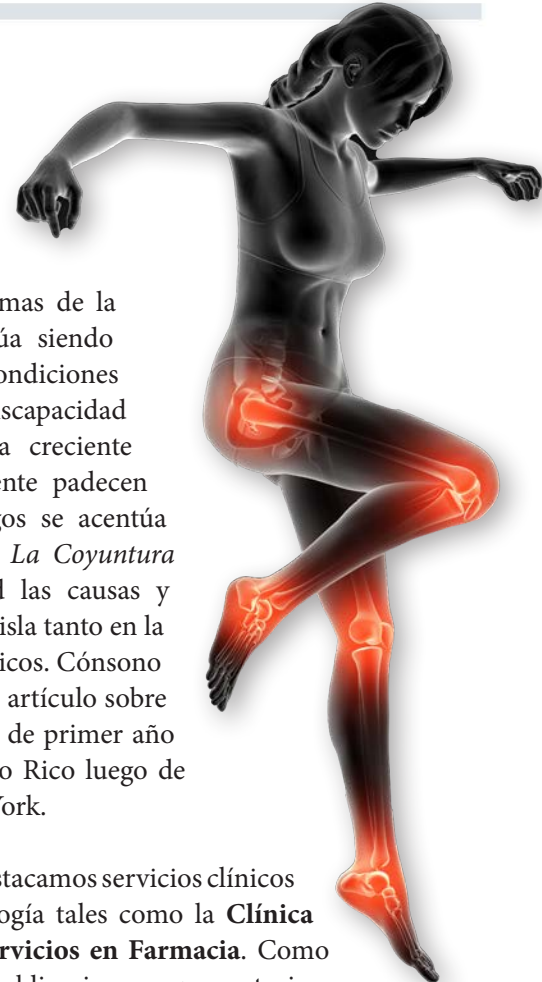 mas de la
úa siendo
ondiciones
iscapacidad
a creciente
ente padecen
gos se acentúa
La Coyuntura
d las causas y
isla tanto en la
icos. Cónsono
artículo sobre
de primer año
o Rico luego de
York.
stacamos servicios clínicos
ogía tales como la Clínica
rvicios en Farmacia. Como